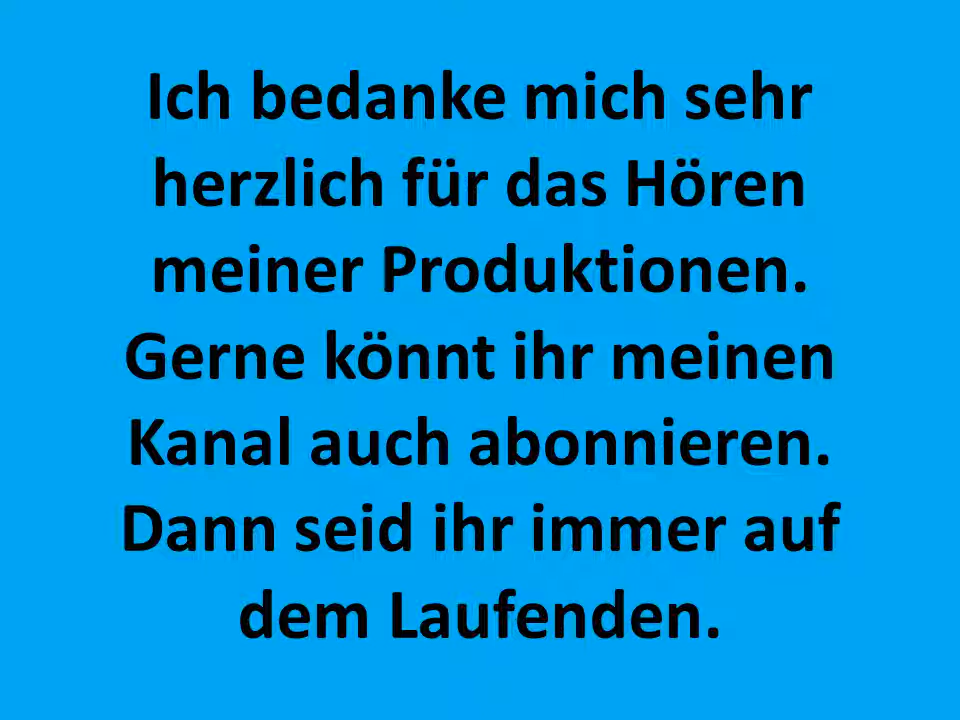 Ich bedanke mich sehr
herzlich für das Hören
meiner Produktionen.
Gerne könnt ihr meinen
Kanal auch abonnieren.
Dann seid ihr immer auf
dem Laufenden.